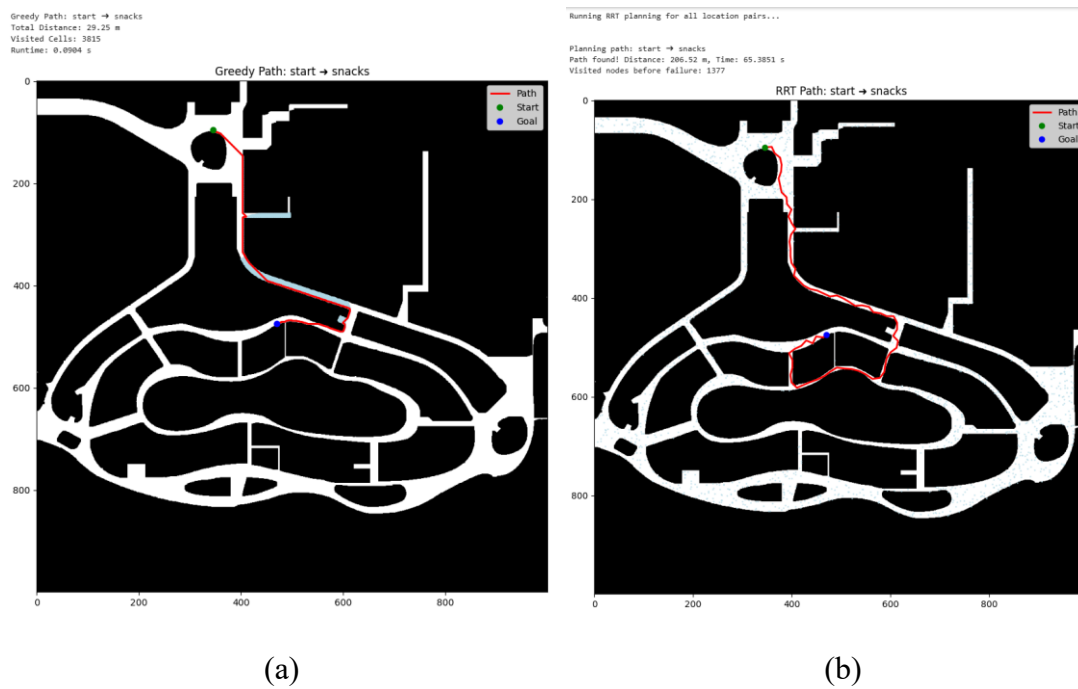 Greedy Path: start → snacks
Total Distance: 29.25 m
Visited Cells: 3815
Runtime: 0.0904 s
Greedy Path: start → snacks
Path
Start
Goal
0
200
400
600
800
0
200
400
600
800
(a)
Running RRT planning for all location pairs...
Planning path: start → snacks
Path found! Distance: 206.52 m, Time: 65.3851 s
Visited nodes before failure: 1377
RRT Path: start → snacks
Path
Start
Goal
0
200
400
600
800
0
200
400
600
800
(b)